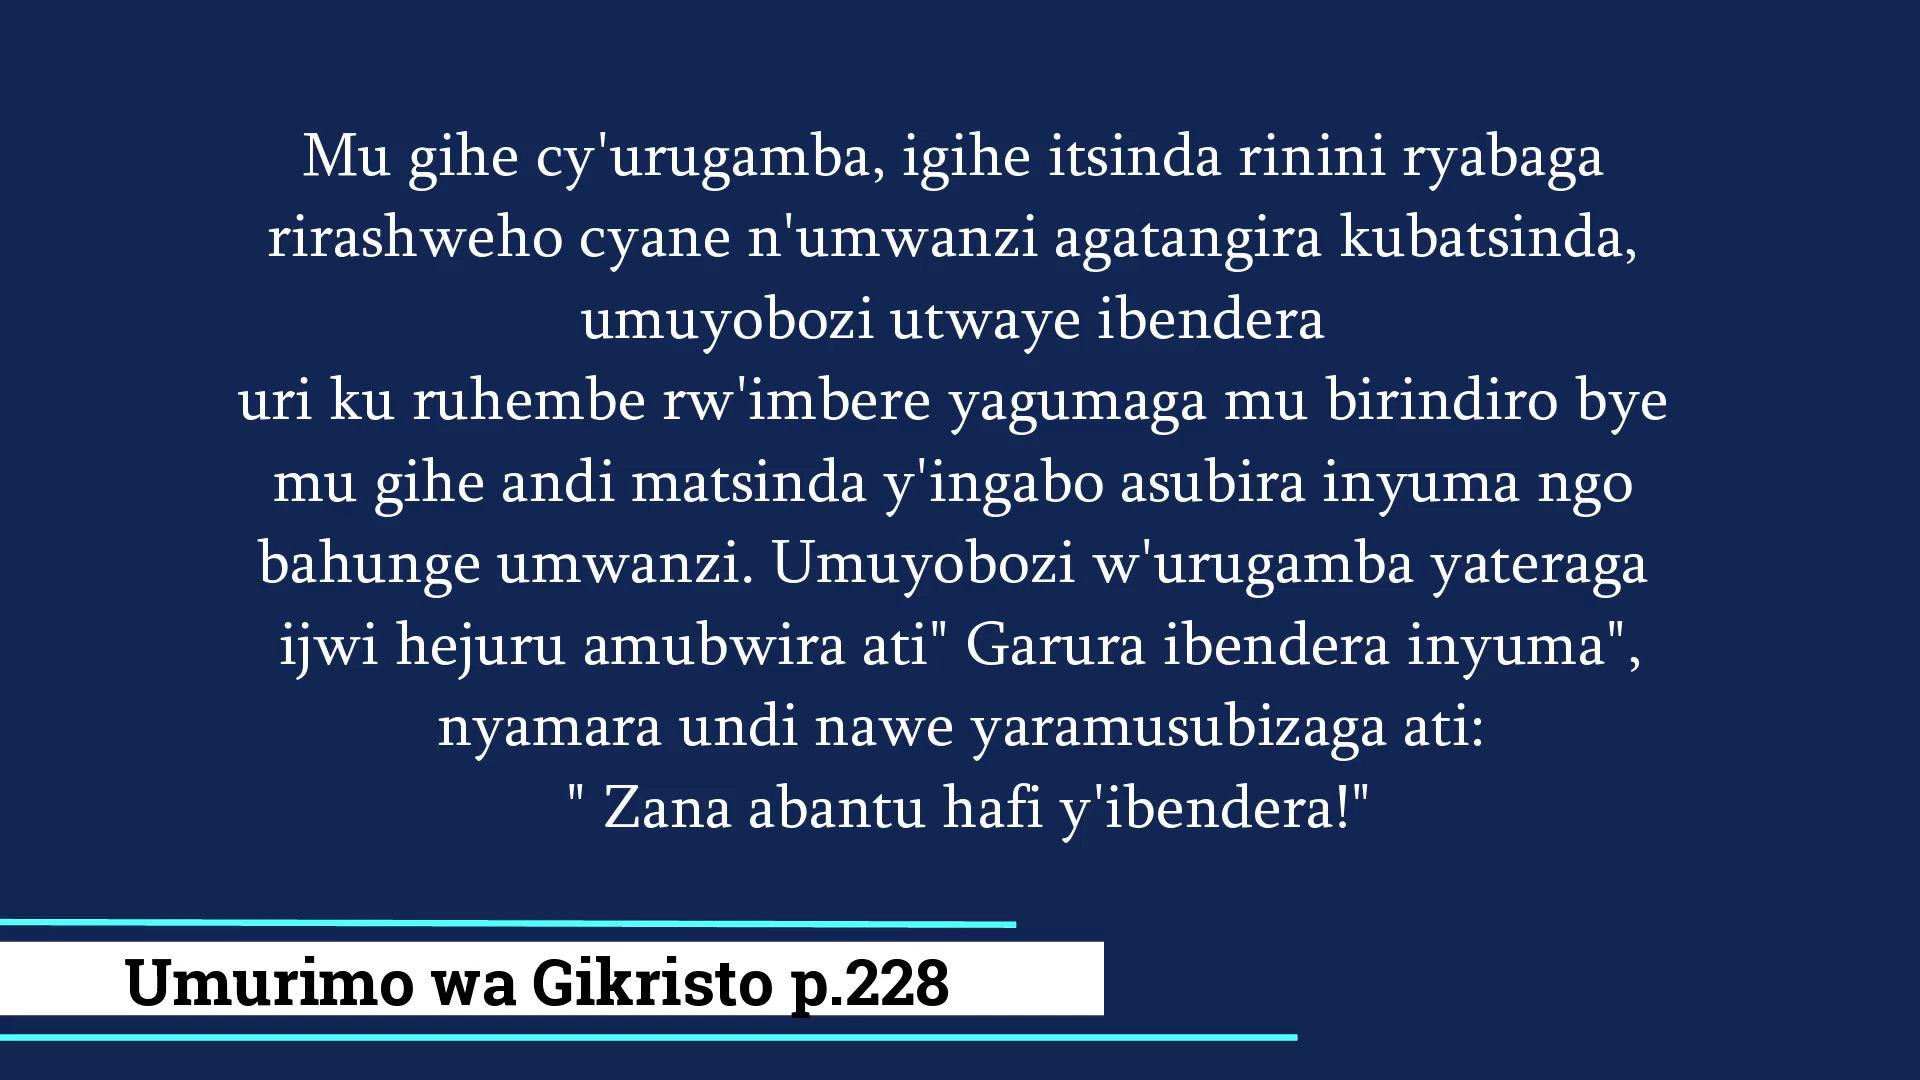 Mu gihe cy'urugamba, igihe itsinda rinini ryabaga
rirashweho cyane n'umwanzi agatangira kubatsinda,
umuyobozi utwaye ibendera
uri ku ruhembe rw'imbere yagumaga mu birindiro bye
mu gihe andi matsinda y'ingabo asubira inyuma ngo
bahunge umwanzi. Umuyobozi w'urugamba yateraga
ijwi hejuru amubwira ati" Garura ibendera inyuma",
nyamara undi nawe yaramusubizaga ati:
" Zana abantu hafi y'ibendera!"
Umurimo wa Gikristo p.228